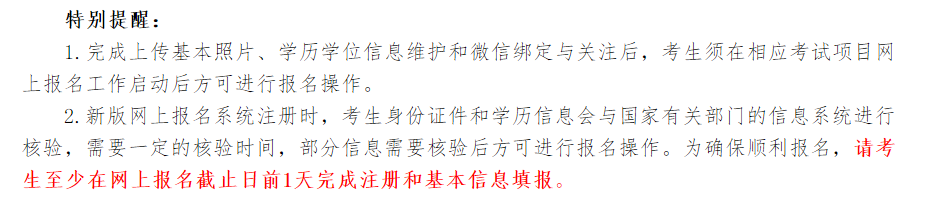 特别提醒：
1.完成上传基本照片、学历学位信息维护和微信绑定与关注后，考生须在相应考试项目网
上报名工作启动后方可进行报名操作。
2.新版网上报名系统注册时，考生身份证件和学历信息会与国家有关部门的信息系统进行
核验，需要一定的核验时间，部分信息需要核验后方可进行报名操作。为确保顺利报名，请考
生至少在网上报名截止日前1天完成注册和基本信息填报。